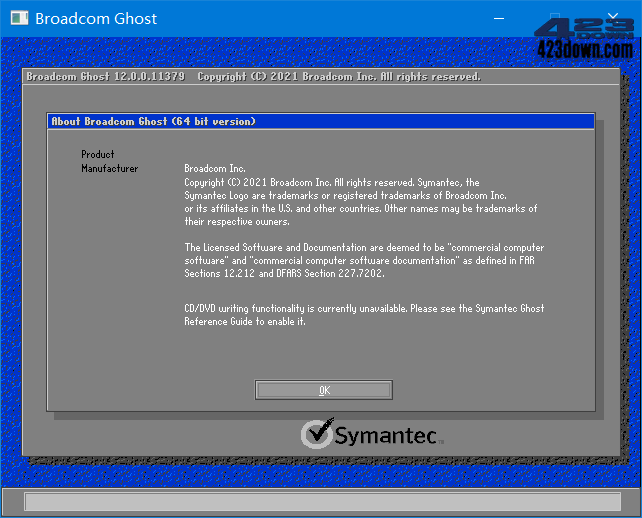 Broadcom Ghost
423
DOWN
423down.com
Broadcom Ghost 12.0.0.11379 Copyright (C) 2021 Broadcom Inc. All rights reserved.
About Broadcom Ghost (64 bit version)
Product
Manufacturer Broadcom Inc.
Copyright (C) 2021 Broadcom Inc. All rights reserved. Symantec, the
Symantec Logo are trademarks or registered trademarks of Broadcom Inc.
or its affiliates in the U.S. and other countries. Other names may be trademarks of
their respective owners.
The Licensed Software and Documentation are deemed to be "commercial computer
software" and "commercial computer software documentation" as defined in FAR
Sections 12.212 and DFARS Section 227.7202.
CD/DVD writing functionality is currently unavailable. Please see the Symantec Ghost
Reference Guide to enable it.
OK
Symantec